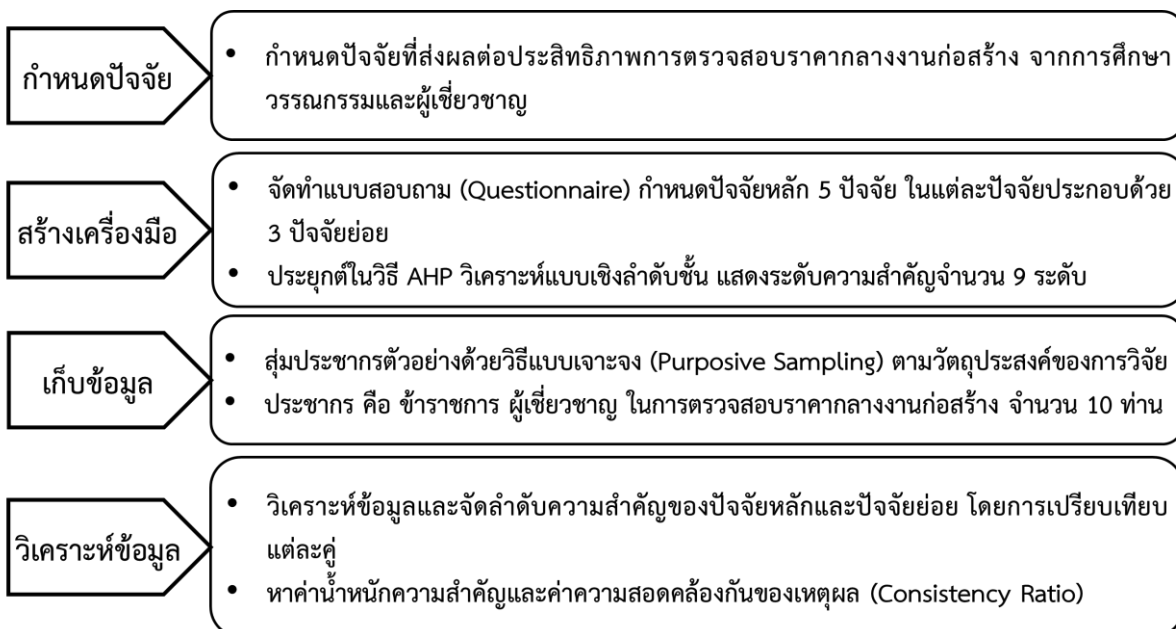 กำหนดปัจจัย
• กำหนดปัจจัยที่ส่งผลต่อประสิทธิภาพการตรวจสอบราคากลางงานก่อสร้าง จากการศึกษา
วรรณกรรมและผู้เชี่ยวชาญ
สร้างเครื่องมือ
• จัดทำแบบสอบถาม (Questionnaire) กำหนดปัจจัยหลัก 5 ปัจจัย ในแต่ละปัจจัยประกอบด้วย
3 ปัจจัยย่อย
• ประยุกต์ในวิธี AHP วิเคราะห์แบบเชิงลำดับชั้น แสดงระดับความสำคัญจำนวน 9 ระดับ
เก็บข้อมูล
• สุ่มประชากรตัวอย่างด้วยวิธีแบบเจาะจง (Purposive Sampling) ตามวัตถุประสงค์ของการวิจัย
• ประชากร คือ ข้าราชการ ผู้เชี่ยวชาญ ในการตรวจสอบราคากลางงานก่อสร้าง จำนวน 10 ท่าน
วิเคราะห์ข้อมูล
• วิเคราะห์ข้อมูลและจัดลำดับความสำคัญของปัจจัยหลักและปัจจัยย่อย โดยการเปรียบเทียบ
แต่ละคู่
• หาค่าน้ำหนักความสำคัญและค่าความสอดคล้องกันของเหตุผล (Consistency Ratio)